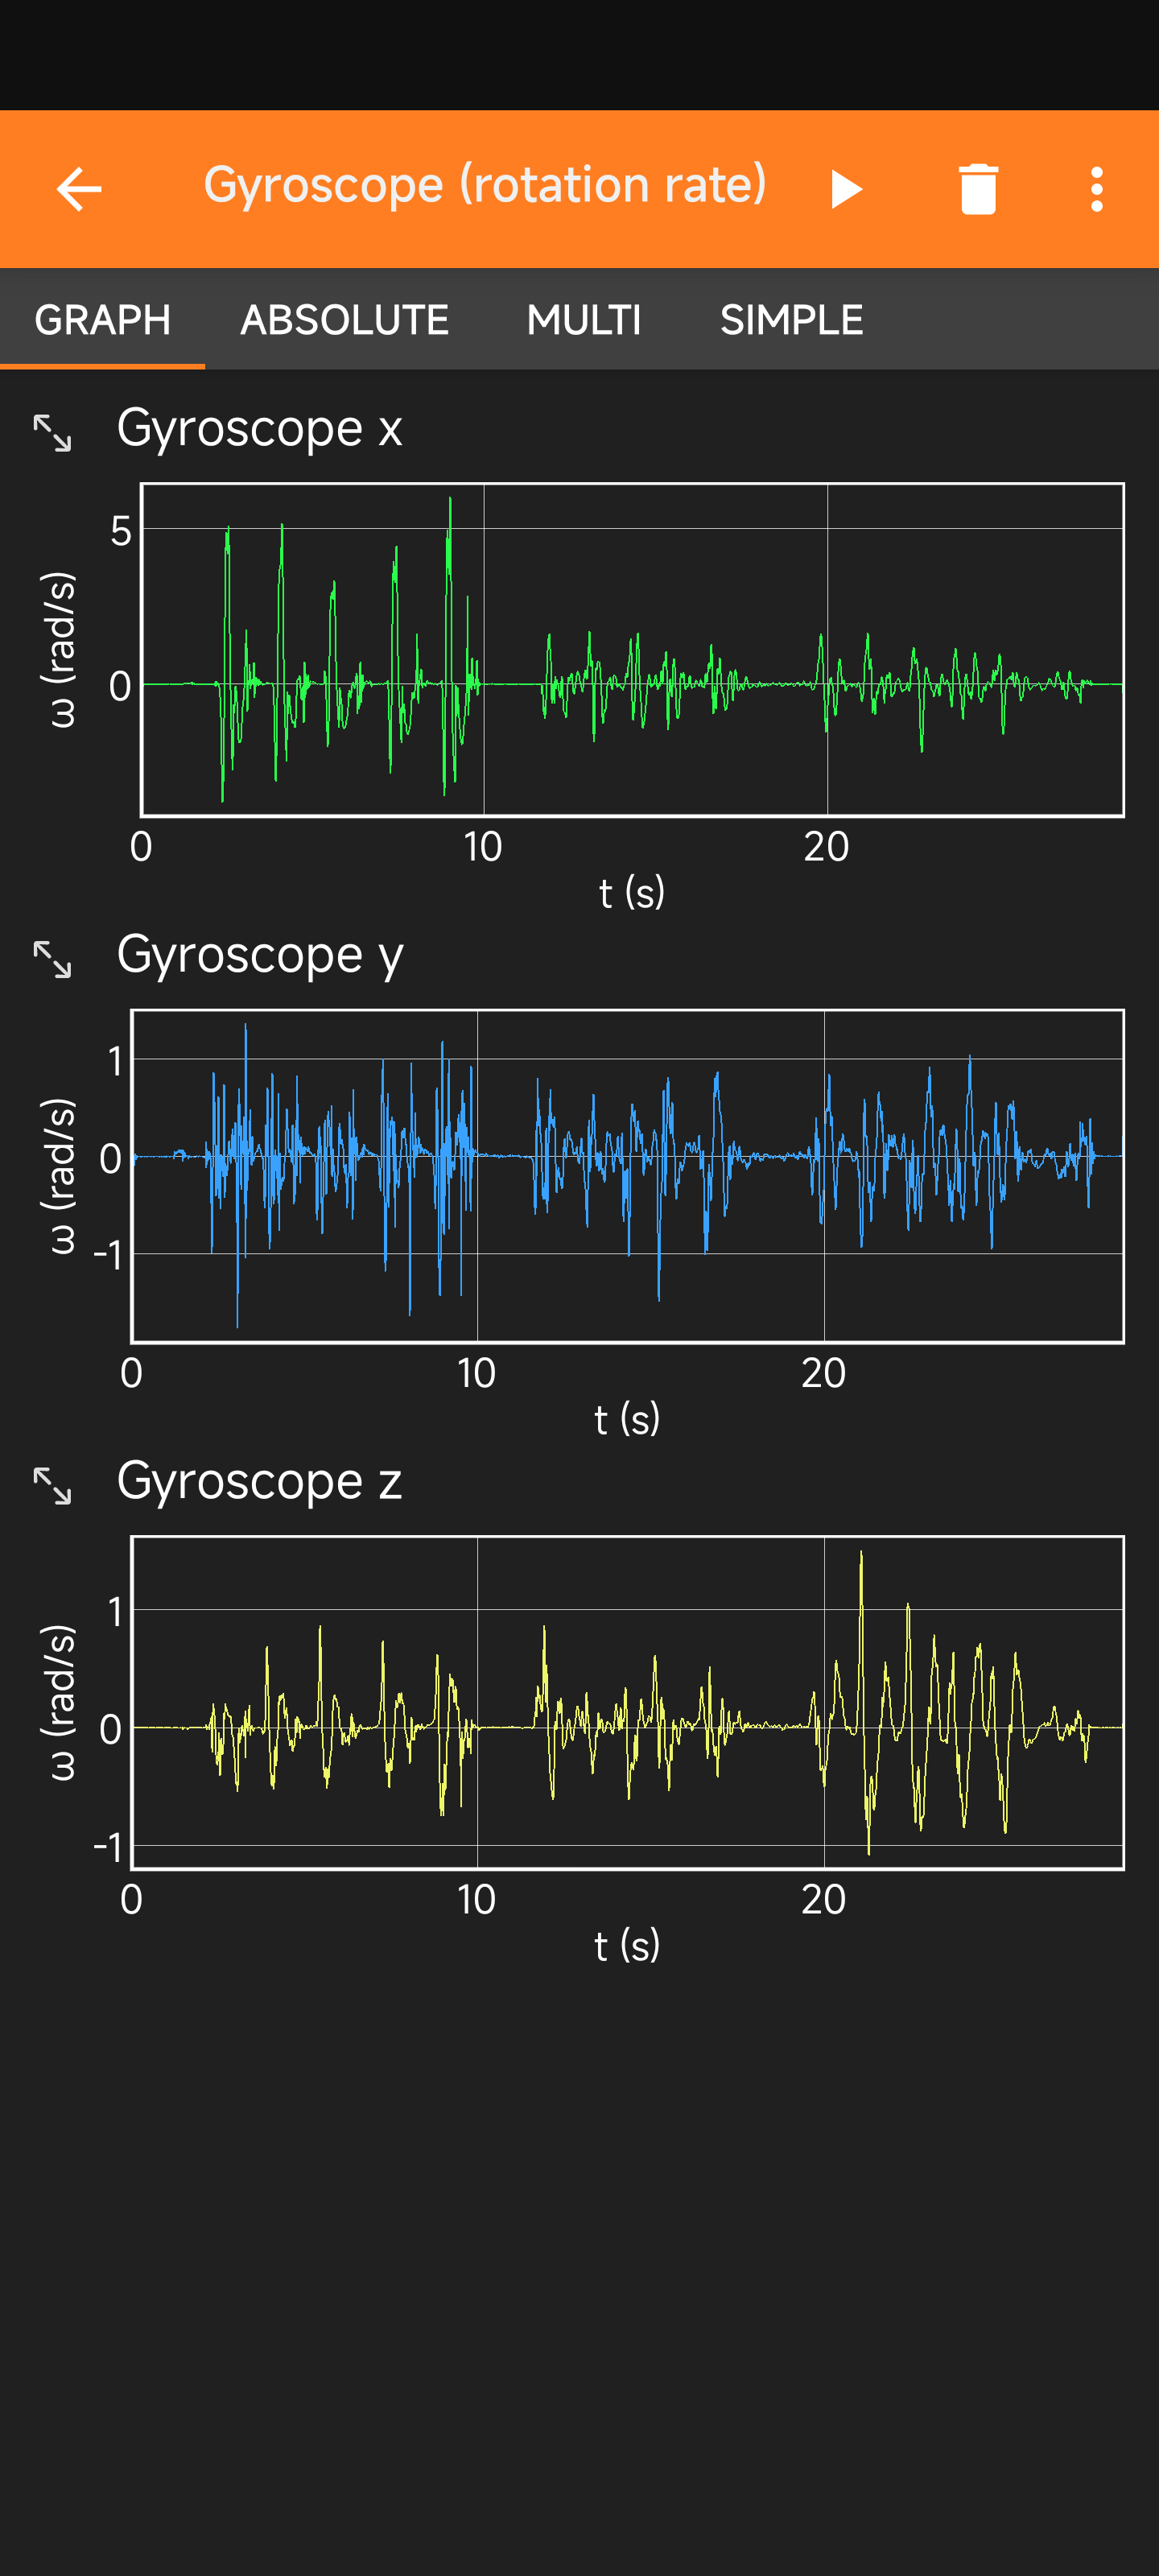 Gyroscope (rotation rate)
GRAPH ABSOLUTE MULTI SIMPLE
Gyroscope x
ω (rad/s)
5
0
0 10 20
t (s)
Gyroscope y
ω (rad/s)
1
0
-1
0 10 20
t (s)
Gyroscope z
ω (rad/s)
1
0
-1
0 10 20
t (s)